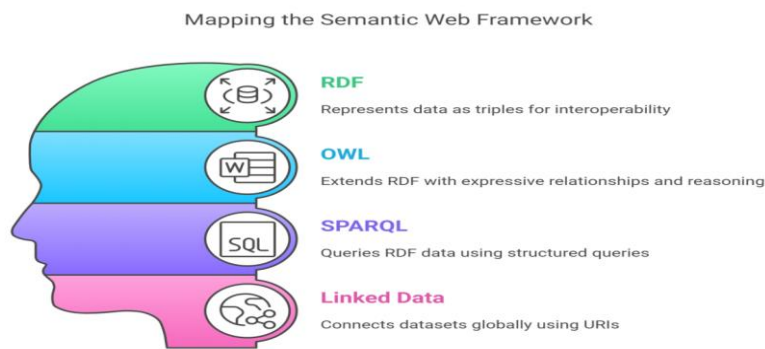 Mapping the Semantic Web Framework
RDF
Represents data as triples for interoperability
W
OWL
Extends RDF with expressive relationships and reasoning
SQL
SPARQL
Queries RDF data using structured queries
Linked Data
Connects datasets globally using URIs